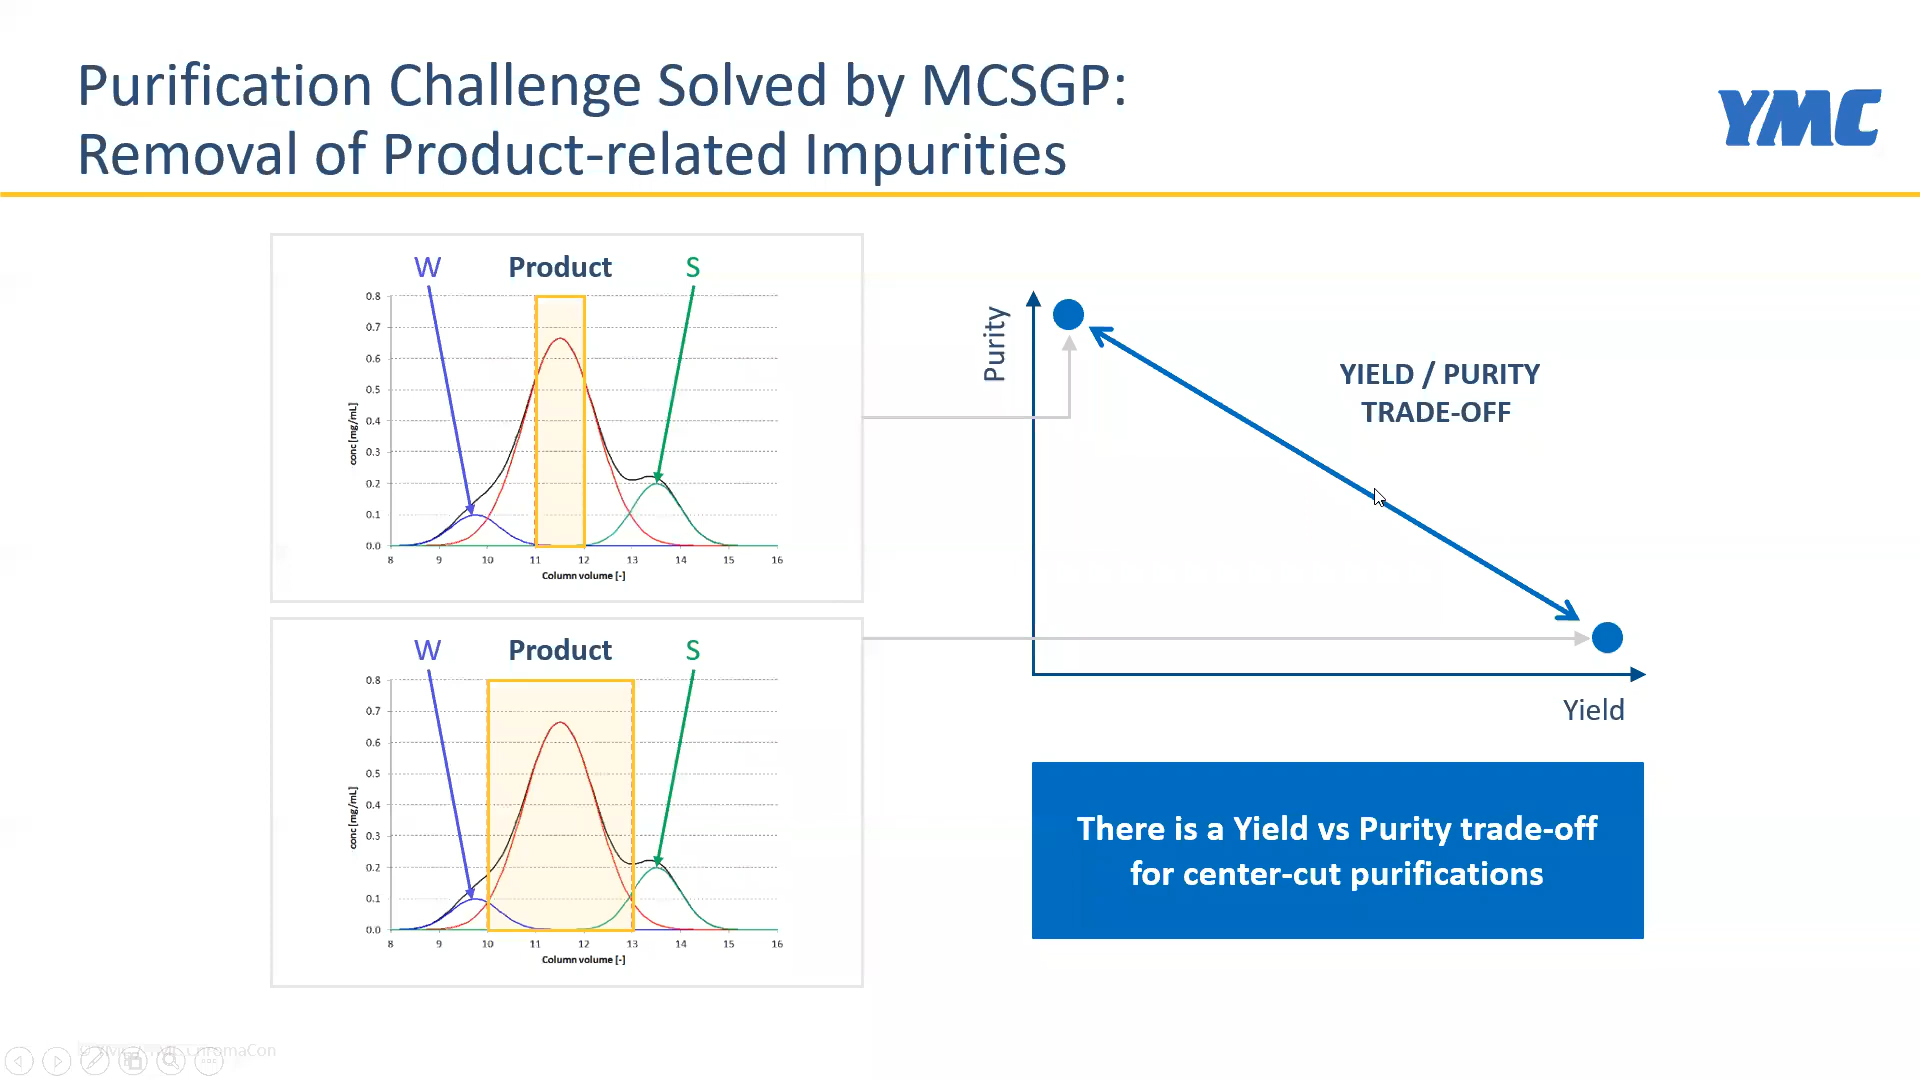 Purification Challenge Solved by MCSGP:
Removal of Product-related Impurities
YMC
W Product S
0.8
0.7
0.6
0.5
0.4
0.3
0.2
0.1
0.0
conc [mg/mL]
8 9 10 11 12 13 14 15 16
Column volume [-]
W Product S
0.8
0.7
0.6
0.5
0.4
0.3
0.2
0.1
0.0
conc [mg/mL]
8 9 10 11 12 13 14 15 16
Column volume [-]
Purity
YIELD / PURITY
TRADE-OFF
Yield
There is a Yield vs Purity trade-off
for center-cut purifications
ChromaCon